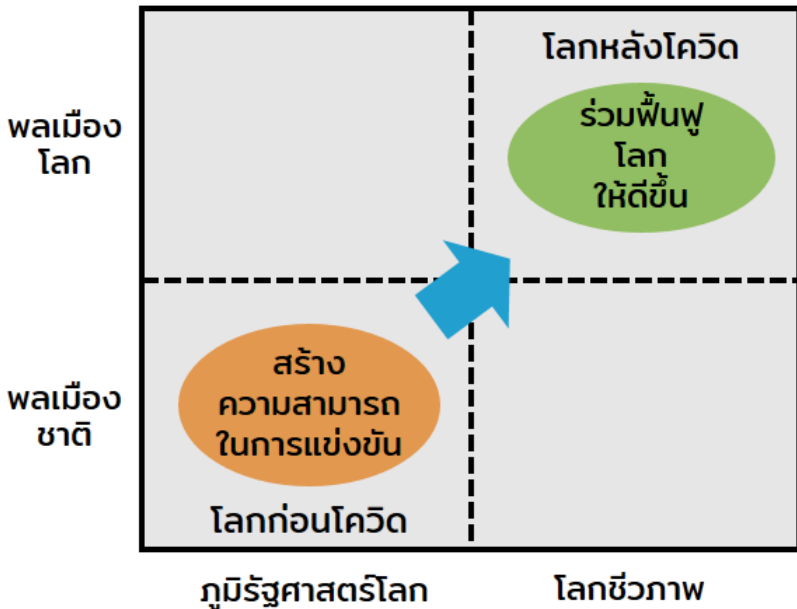 โลกหลังโควิด
ร่วมฟื้นฟู
โลก
ให้ดีขึ้น
พลเมือง
โลก
สร้าง
ความสามารถ
ในการแข่งขัน
พลเมือง
ชาติ
โลกก่อนโควิด
ภูมิรัฐศาสตร์โลก
โลกชีวภาพ